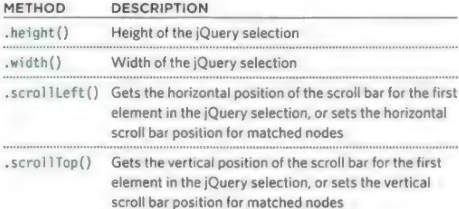 METHOD DESCRIPTION
.height() Height of the jQuery selection
.width() Width of the jQuery selection
.scrollLeft() Gets the horizontal position of the scroll bar for the first
element in the jQuery selection, or sets the horizontal
scroll bar position for matched nodes
.scrollTop() Gets the vertical position of the scroll bar for the first
element in the jQuery selection, or sets the vertical
scroll bar position for matched nodes